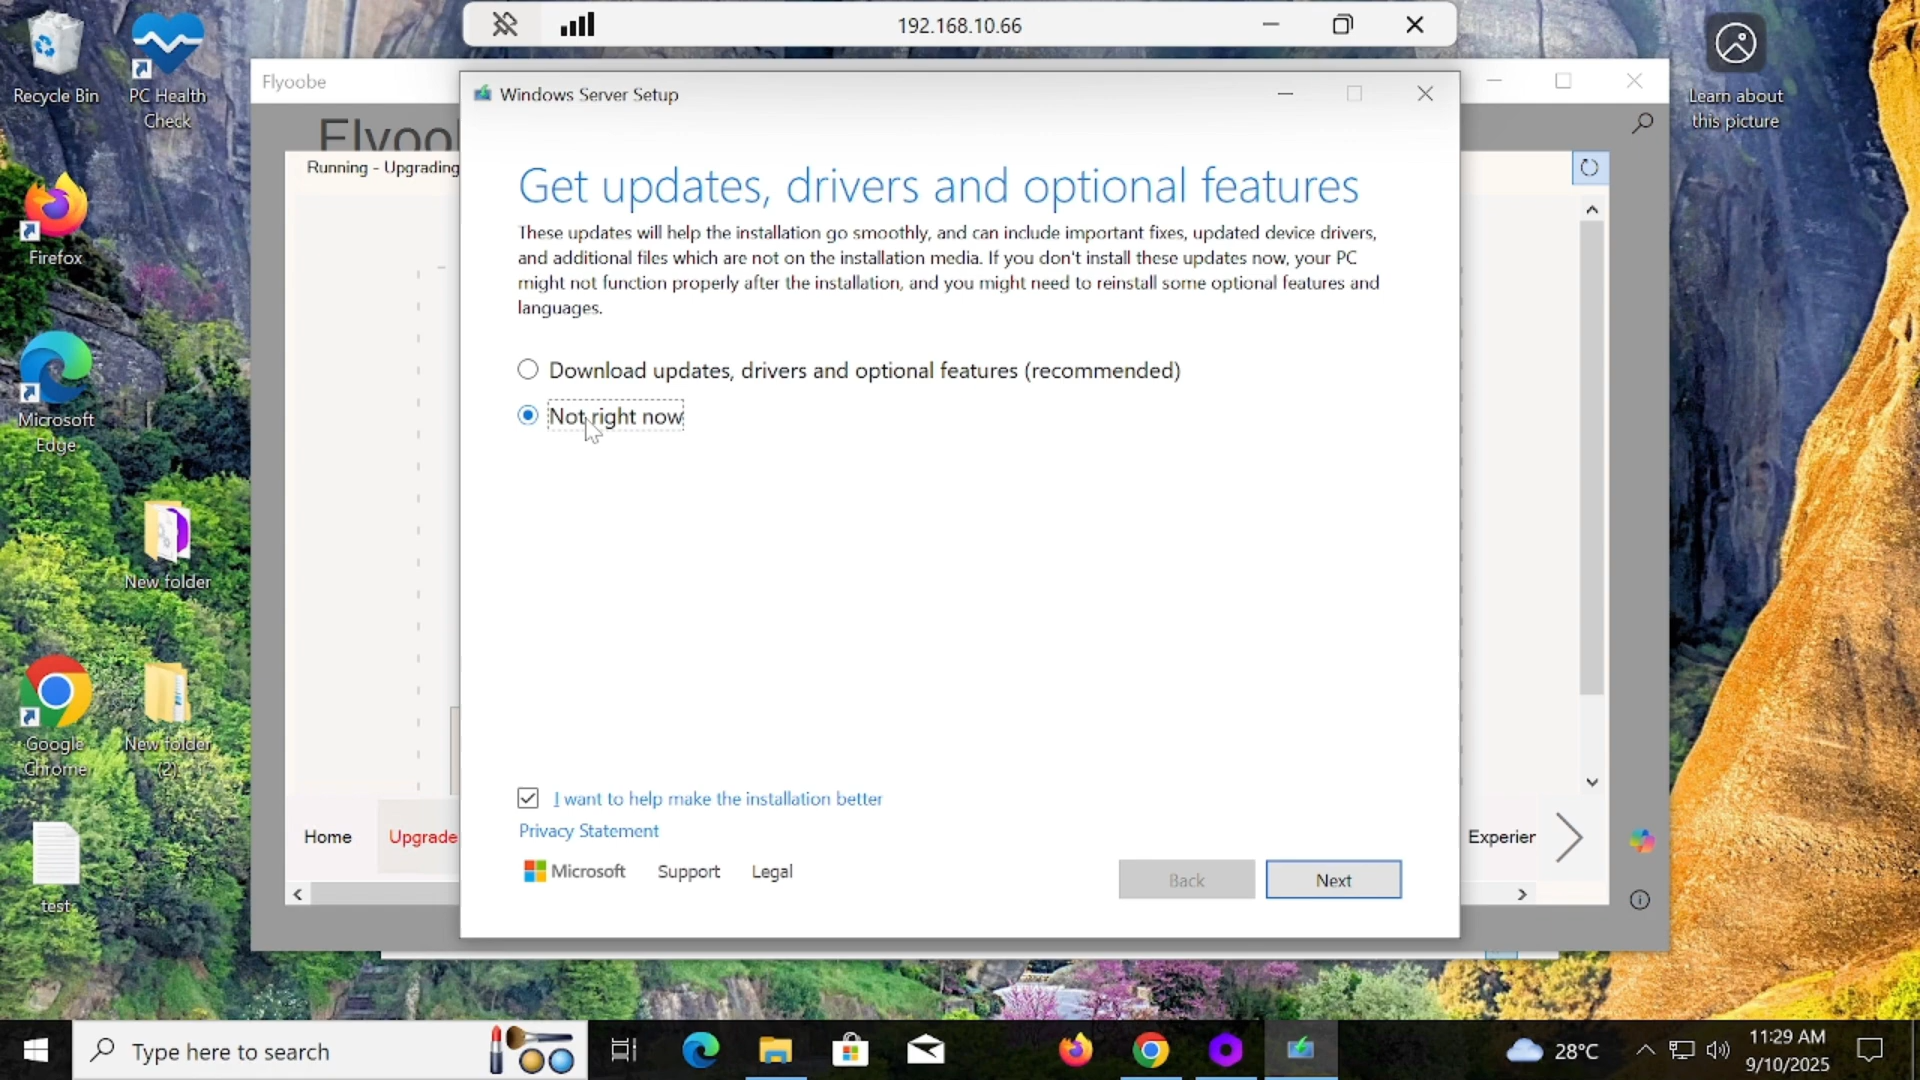 192.168.10.66
Recycle Bin
PC Health
Check
Learn about
this picture
Flyoobe
Windows Server Setup
Running - Upgrading
Get updates, drivers and optional features
These updates will help the installation go smoothly, and can include important fixes, updated device drivers,
and additional files which are not on the installation media. If you don't install these updates now, your PC
might not function properly after the installation, and you might need to reinstall some optional features and
languages.
Firefox
Download updates, drivers and optional features (recommended)
Not right now
Microsoft
Edge
New folder
Google
Chrome
New folder
(2)
I want to help make the installation better
Privacy Statement
Microsoft
Support
Legal
Back
Next
Home
Upgrade
Experier
test
Type here to search
28°C
11:29 AM
9/10/2025